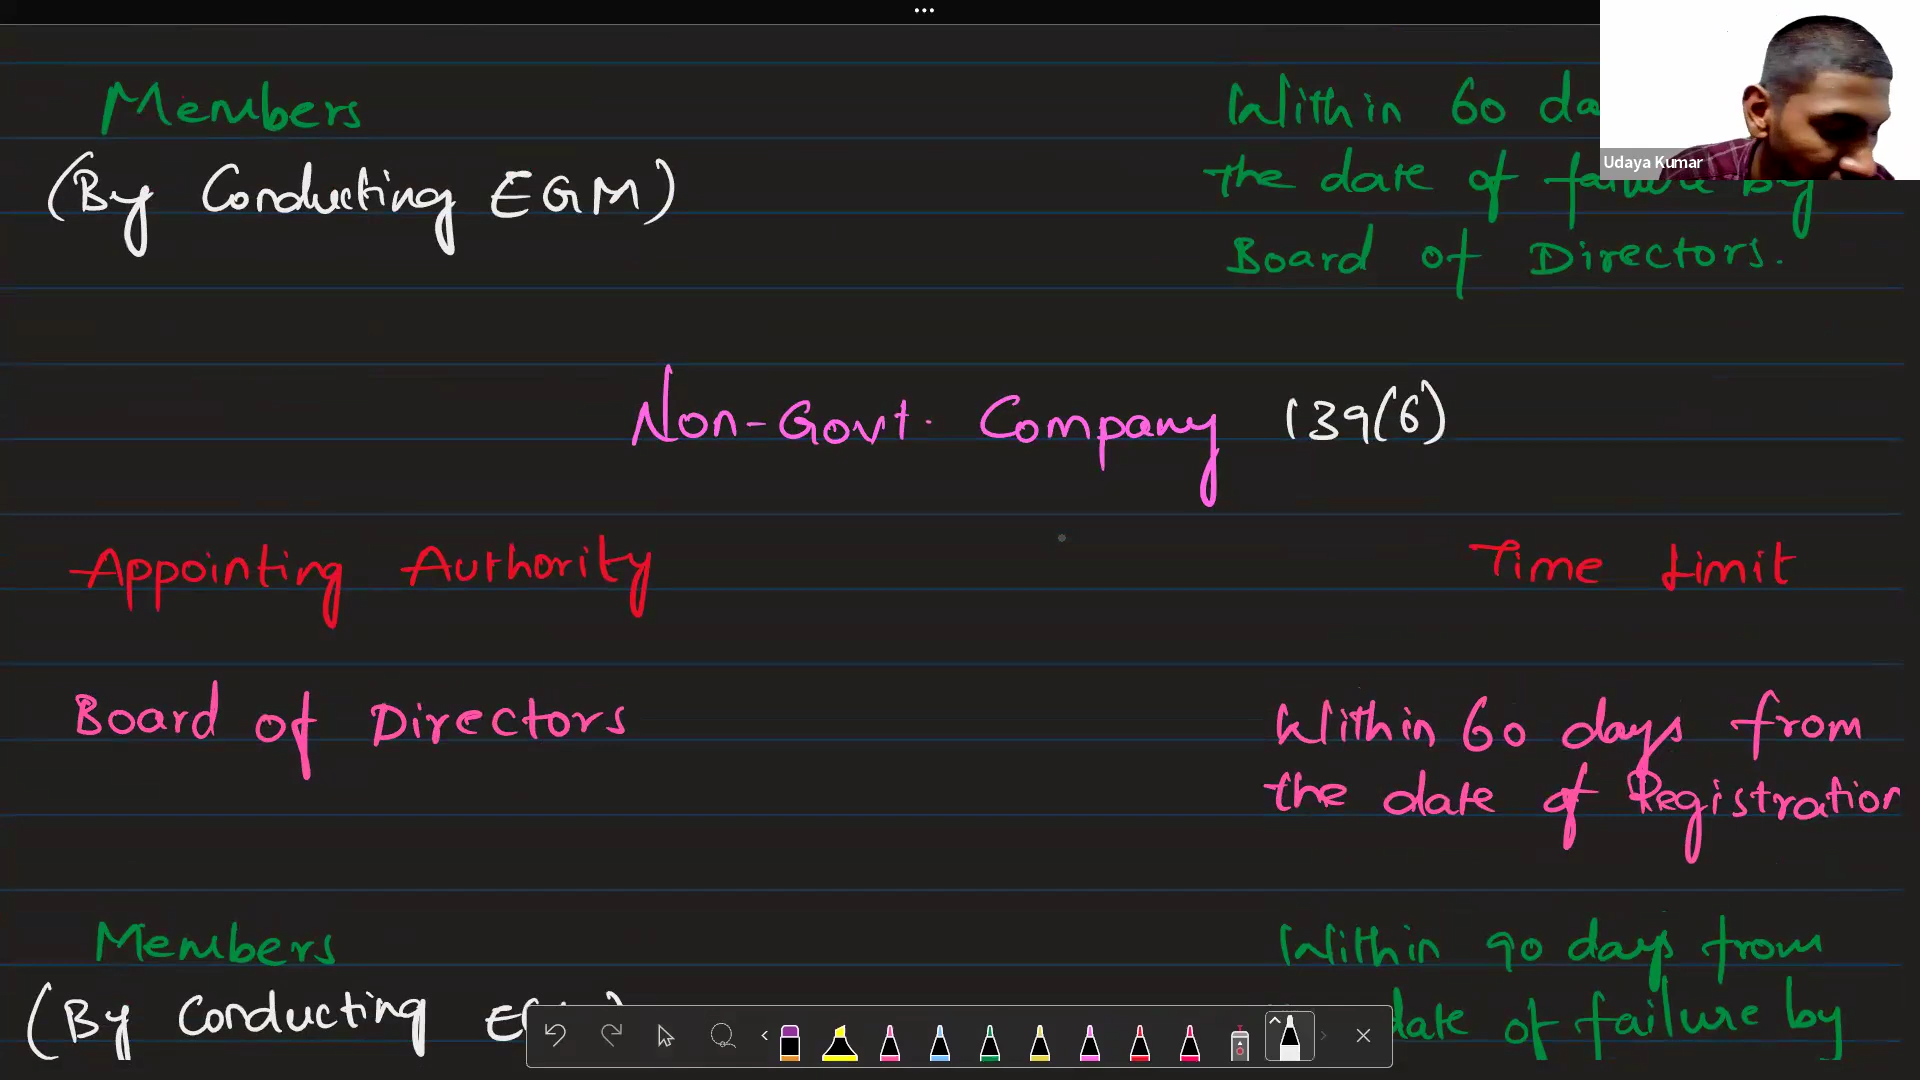 Members
Within 60
the date of failure by
(By Conducting EGM)
Board of Directors.
Udaya Kumar
Non-Govt. Company 139(6)
Appointing Authority
Time Limit
Board of Directors
Within 60 days from
the date of Registration
Members
Within 90 days from
(By Conducting
date of failure by